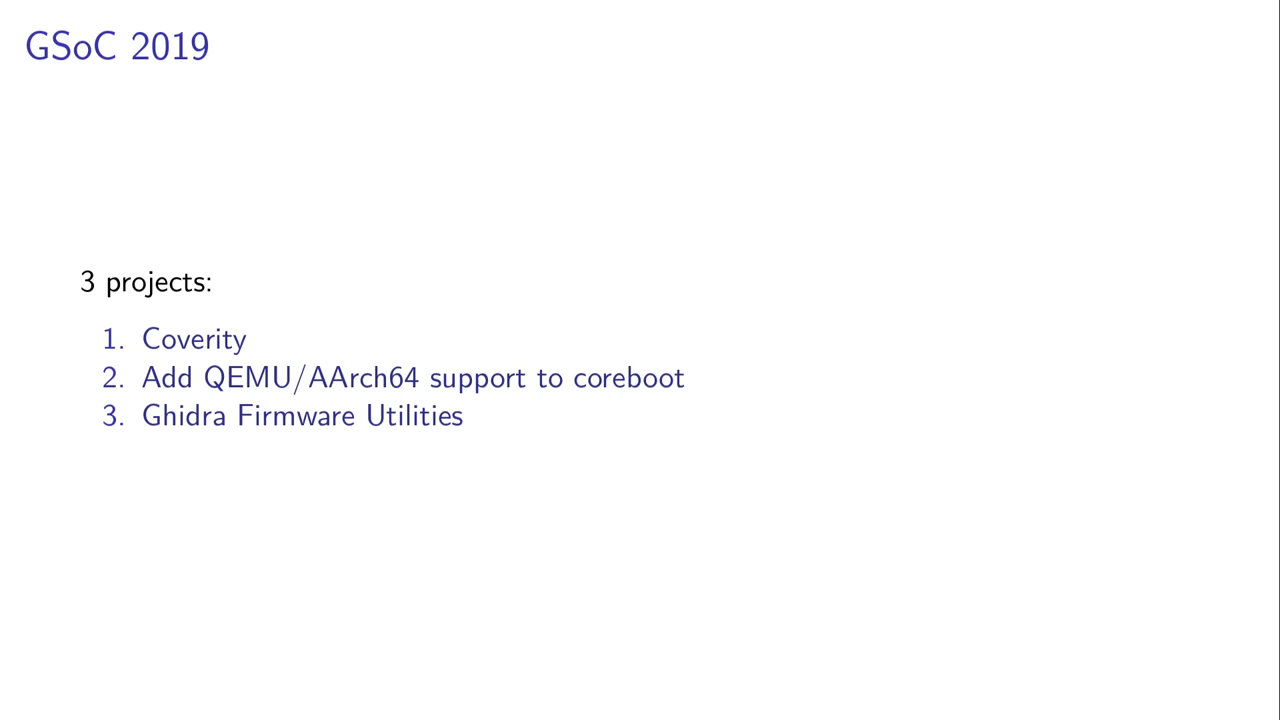 GSoC 2019
3 projects:
1. Coverity
2. Add QEMU/AArch64 support to coreboot
3. Ghidra Firmware Utilities